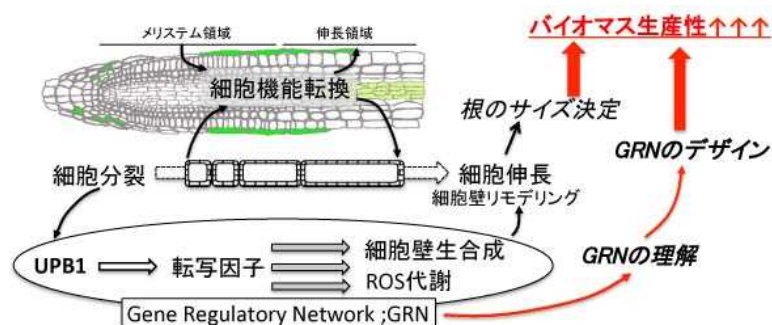 メリステム領域
伸長領域
バイオマス生産性↑↑↑
細胞機能転換
根のサイズ決定
GRNのデザイン
細胞分裂
細胞伸長
細胞壁リモデリング
GRNの理解
UPB1
転写因子
細胞壁生合成
ROS代謝
Gene Regulatory Network ;GRN